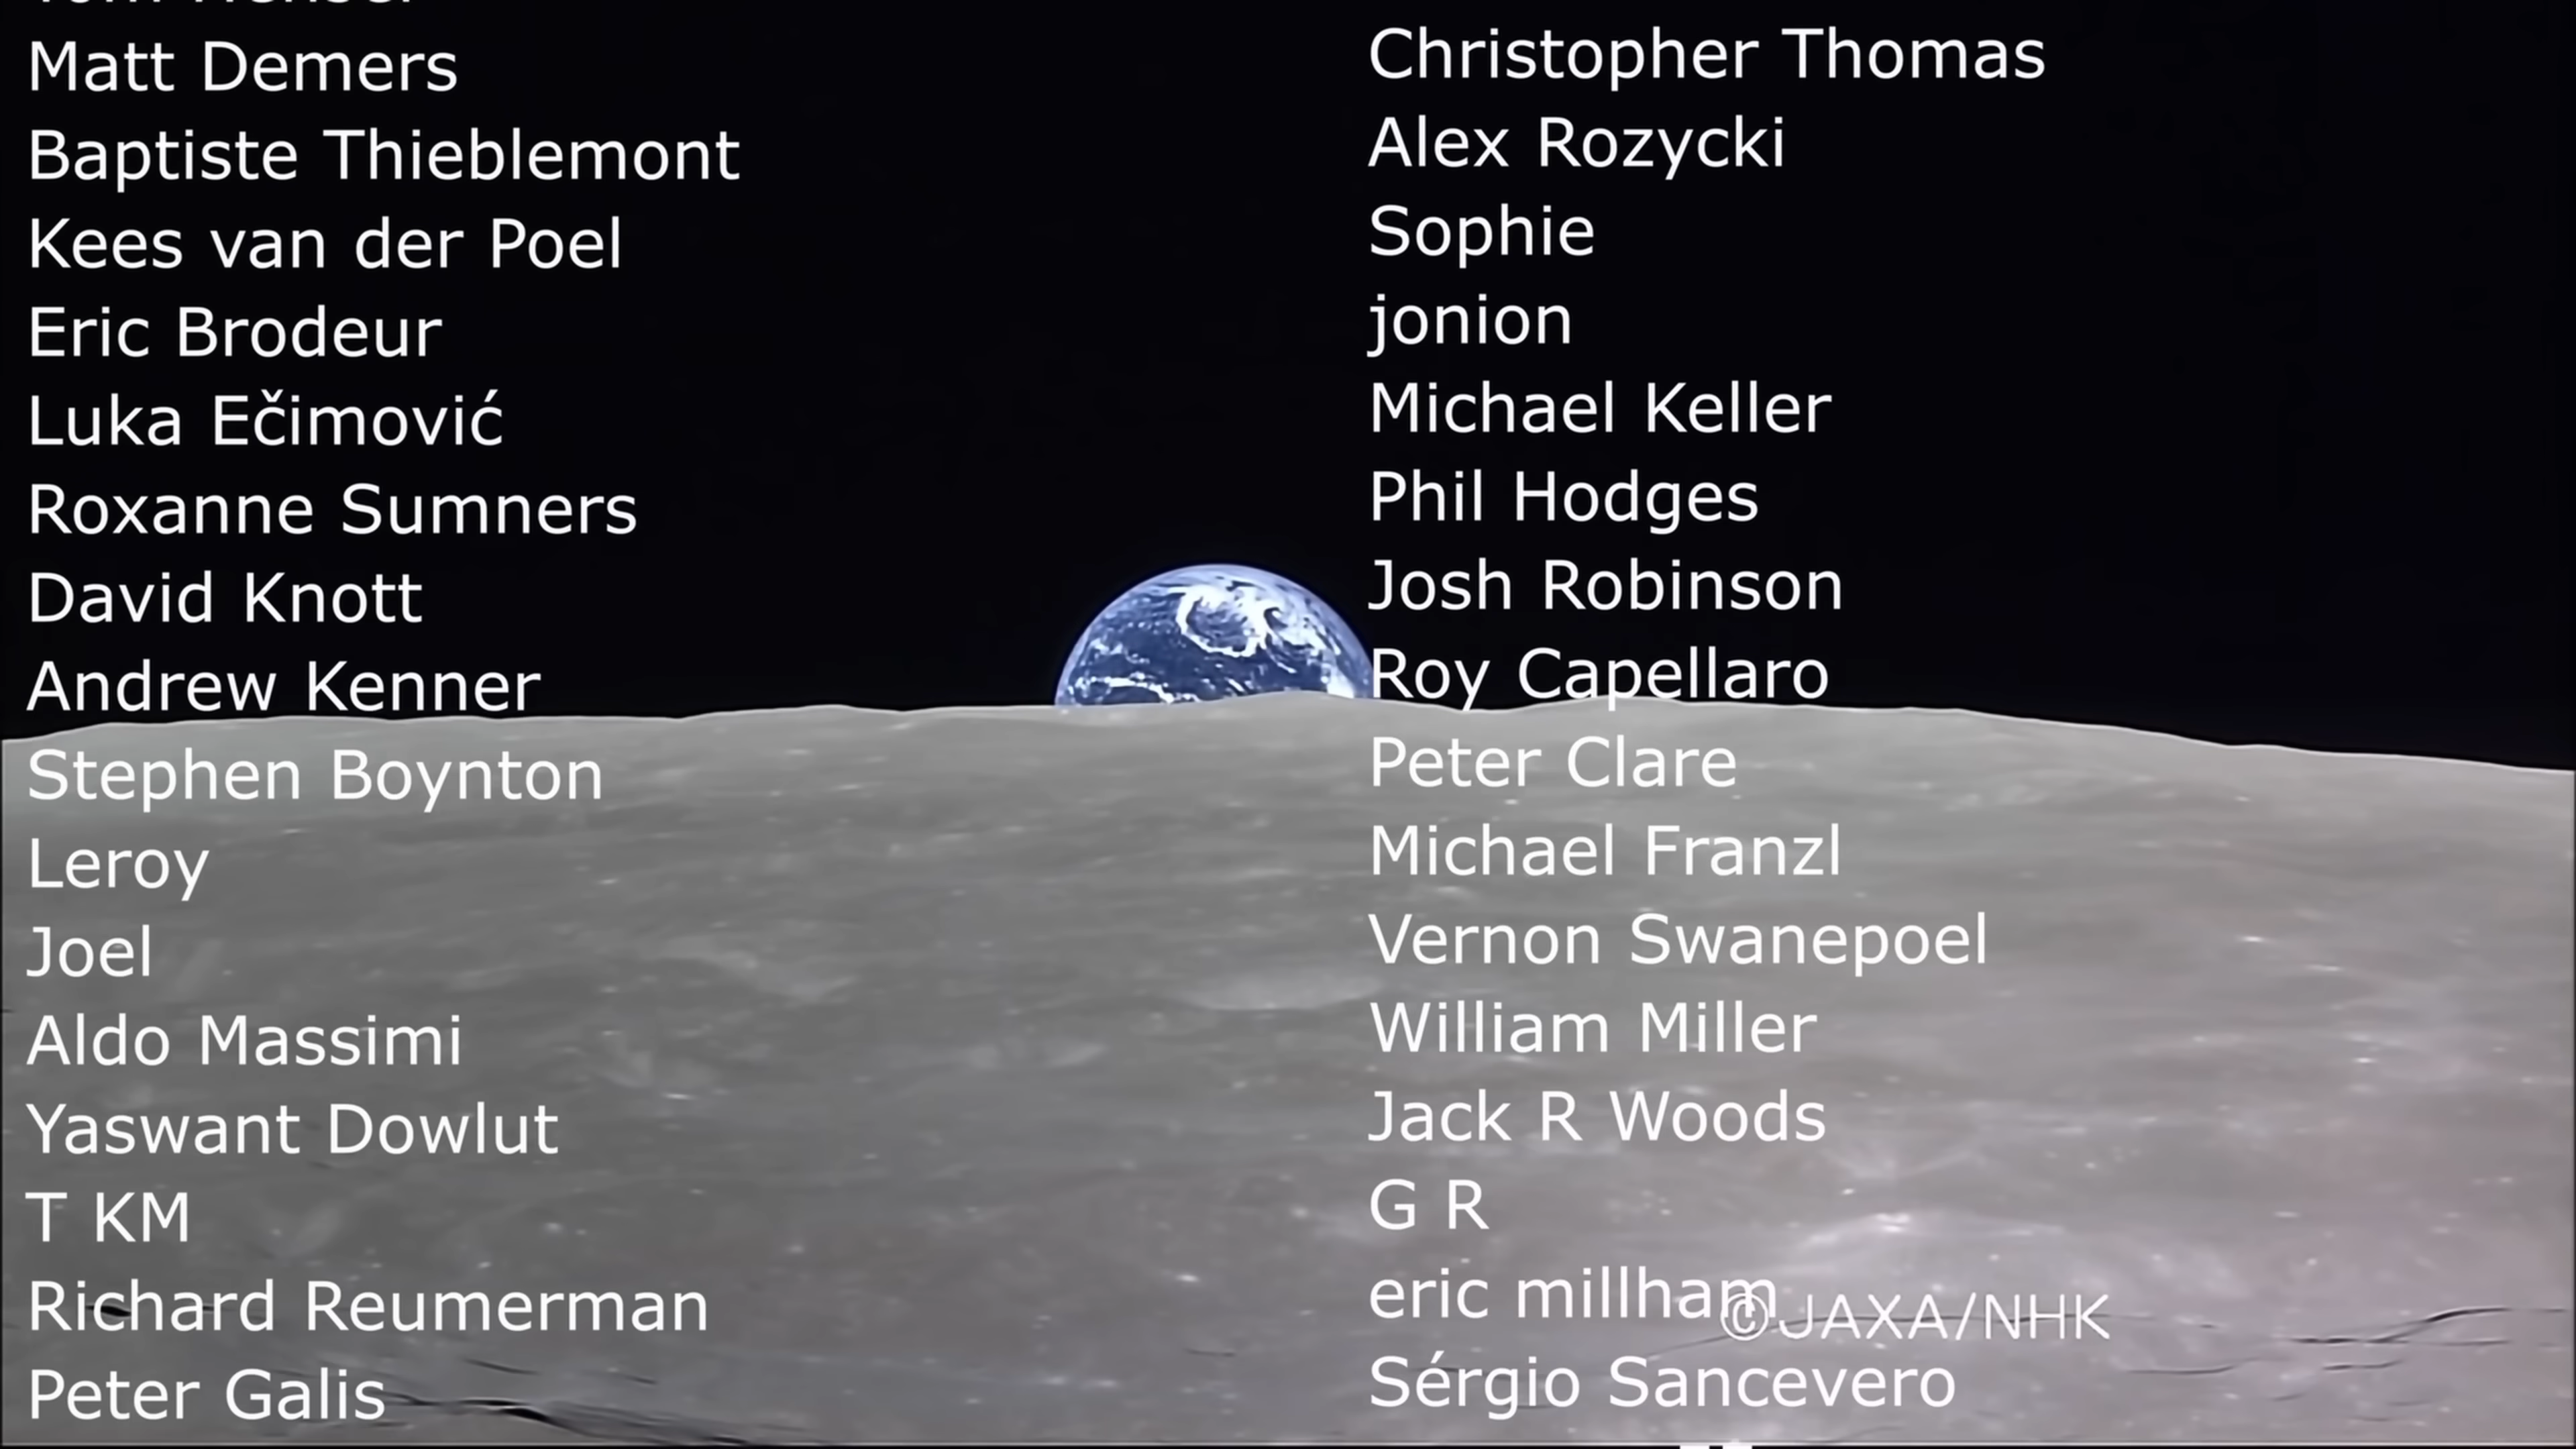 Matt Demers
Baptiste Thieblemont
Kees van der Poel
Eric Brodeur
Luka Ečimović
Roxanne Sumners
David Knott
Andrew Kenner
Stephen Boynton
Leroy
Joel
Aldo Massimi
Yaswant Dowlut
T KM
Richard Reumerman
Peter Galis
Christopher Thomas
Alex Rozycki
Sophie
jonion
Michael Keller
Phil Hodges
Josh Robinson
Roy Capellaro
Peter Clare
Michael Franzl
Vernon Swanepoel
William Miller
Jack R Woods
G R
eric millham
©JAXA/NHK
Sérgio Sancevero